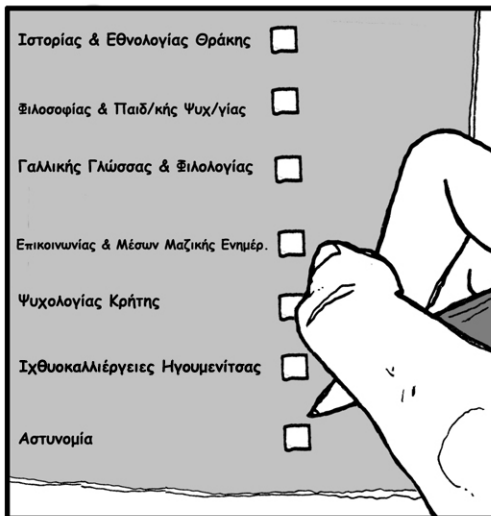 Ιστορίας & Εθνολογίας Θράκης
Φιλοσοφίας & Παιδ/κής Ψυχ/γίας
Γαλλικής Γλώσσας & Φιλολογίας
Επικοινωνίας & Μέσων Μαζικής Ενημέρ.
Ψυχολογίας Κρήτης
Ιχθυοκαλλιέργειες Ηγουμενίτσας
Αστυνομία